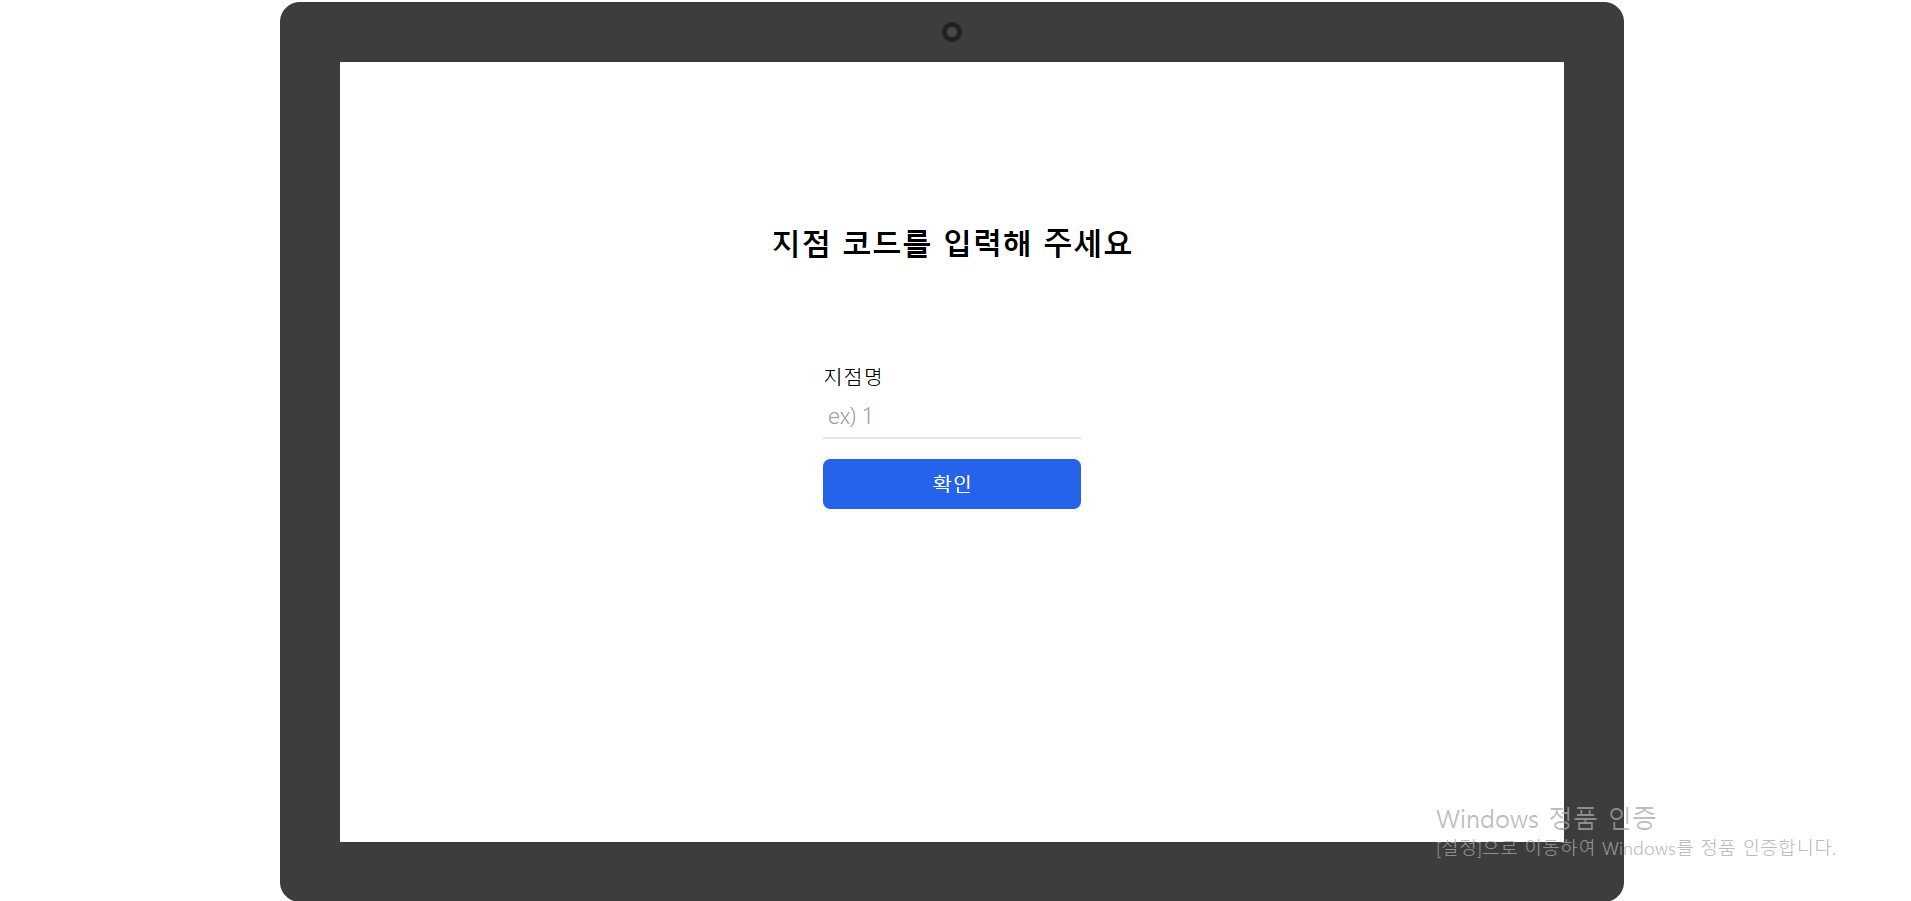 지점 코드를 입력해 주세요
지점명
ex) 1
확인
Windows 정품 인증
[설정]으로 이동하여 Windows를 정품 인증합니다.